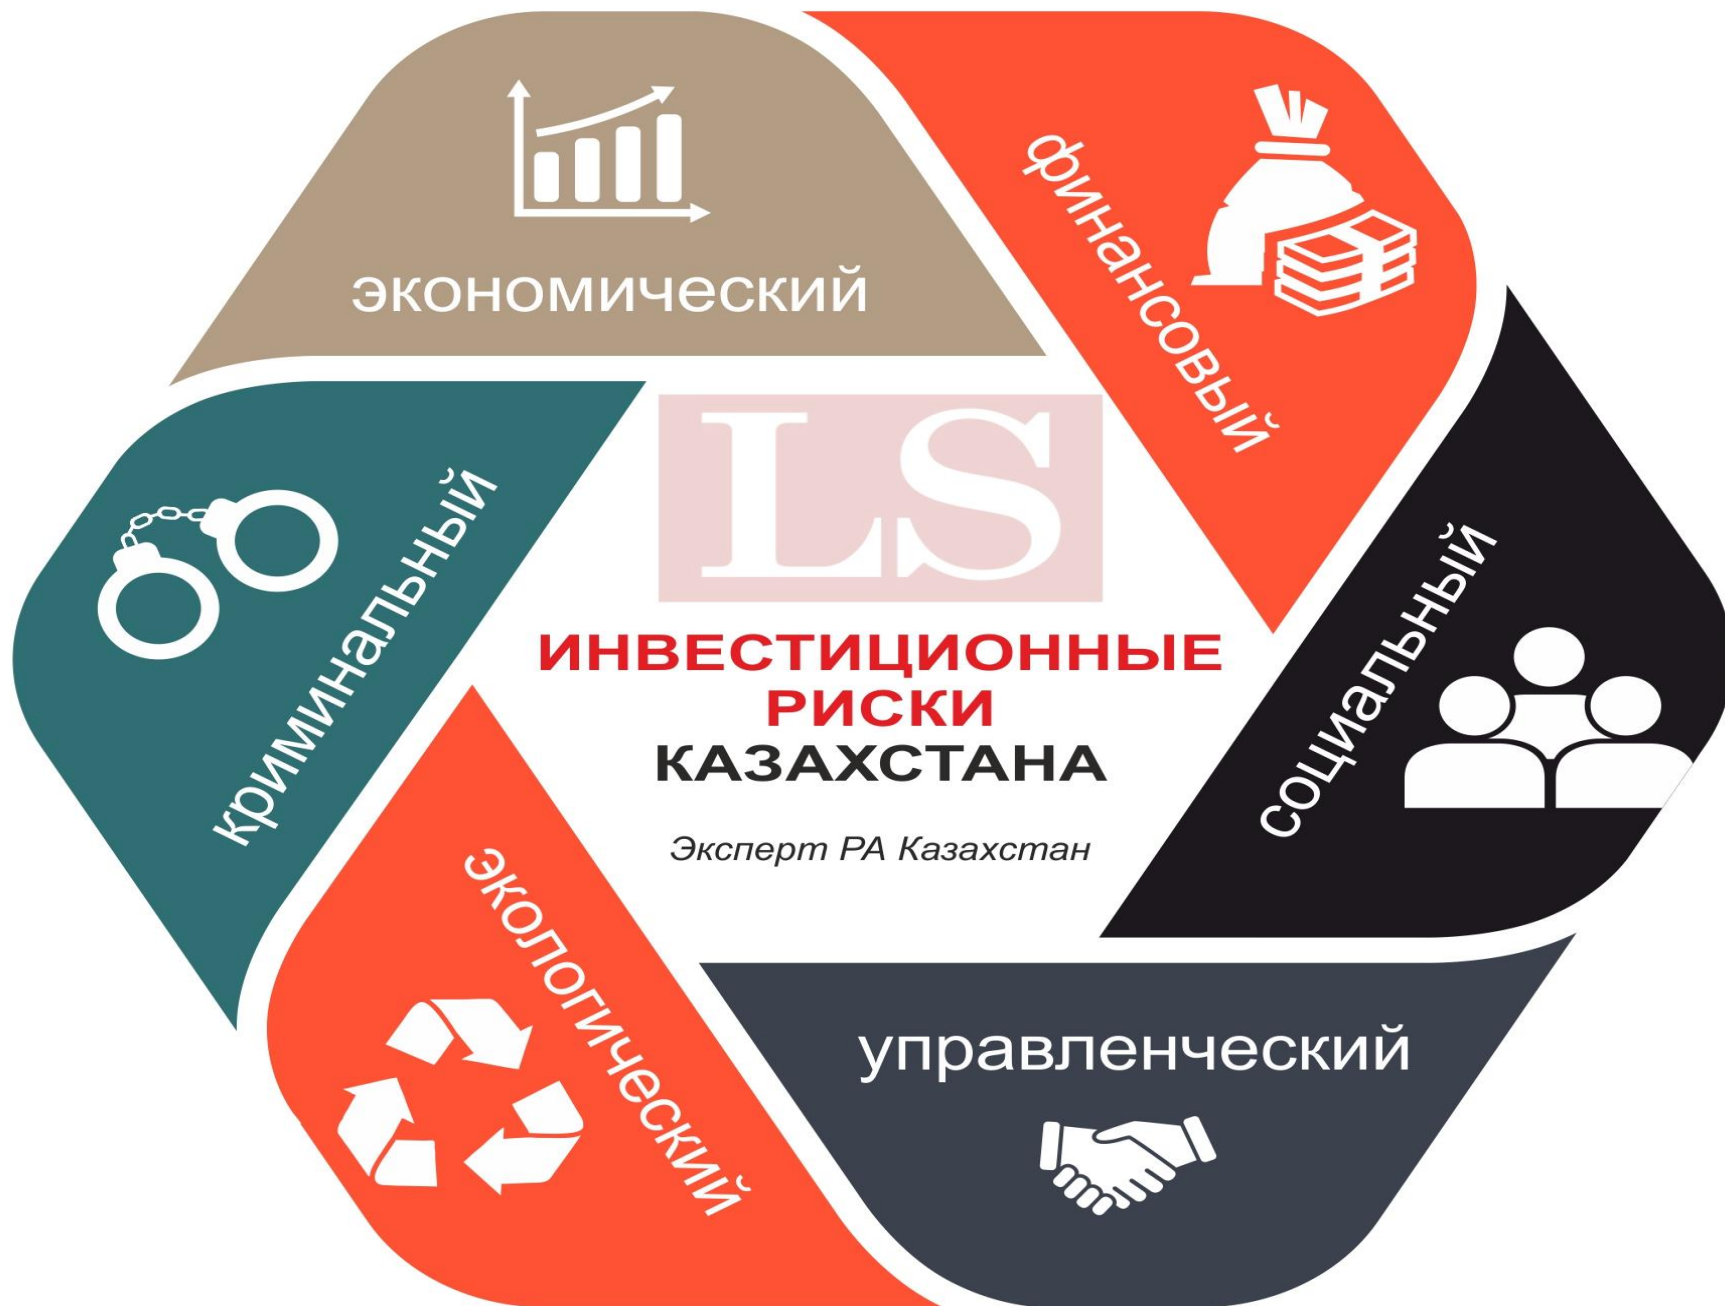 экономический
финансовый
социальный
управленческий
экологический
криминальный
LS
ИНВЕСТИЦИОННЫЕ
РИСКИ
КАЗАХСТАНА
Эксперт РА Казахстан